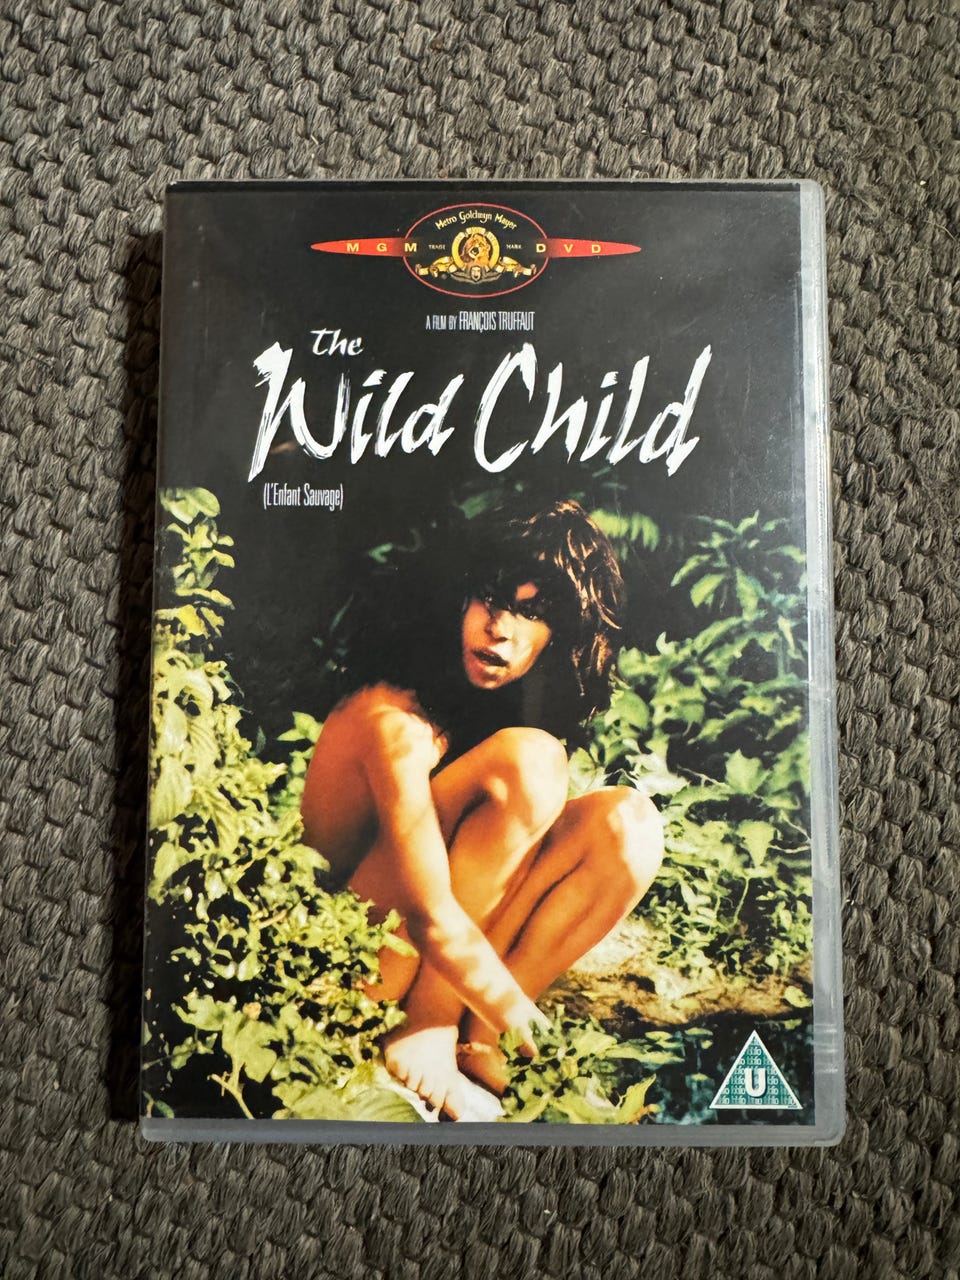 Metro Goldwyn Mayer
MGM TRADE MARK DVD
A FILM BY FRANÇOIS TRUFFAUT
The
Wild Child
(L'Enfant Sauvage)
U